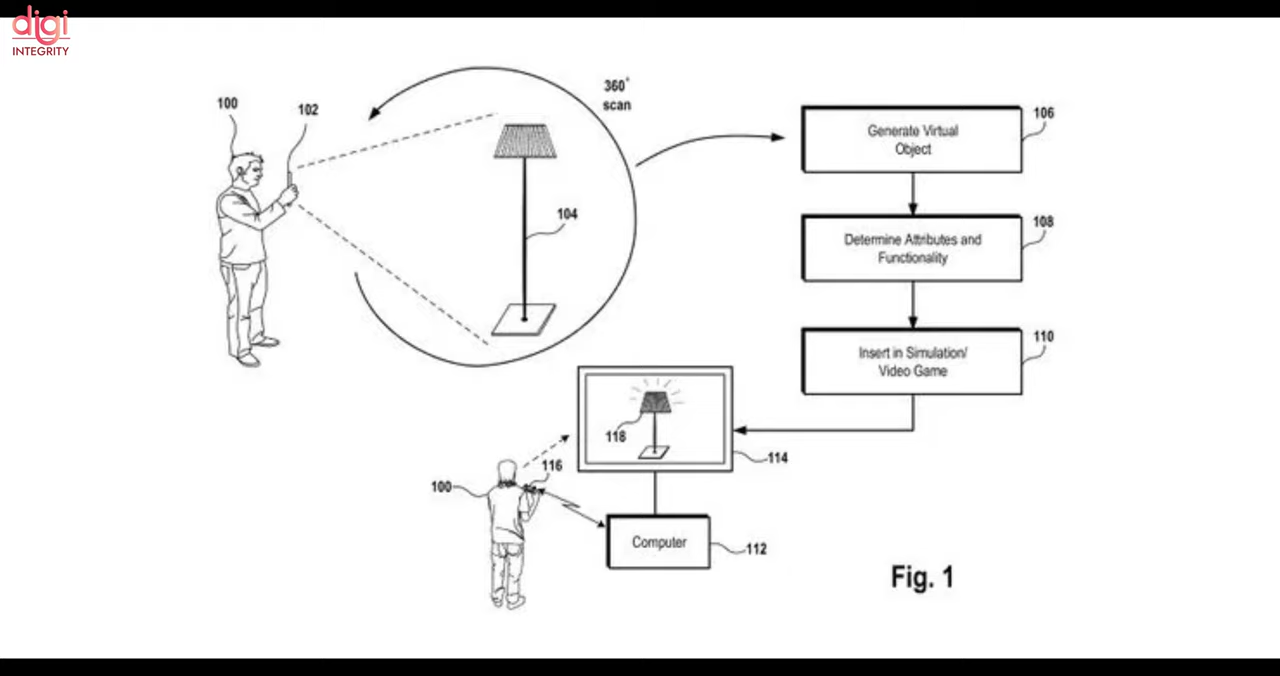 digi
INTEGRITY
100
102
360°
scan
104
Generate Virtual
Object
106
Determine Attributes and
Functionality
108
Insert in Simulation/
Video Game
110
118
114
100
116
Computer
112
Fig. 1